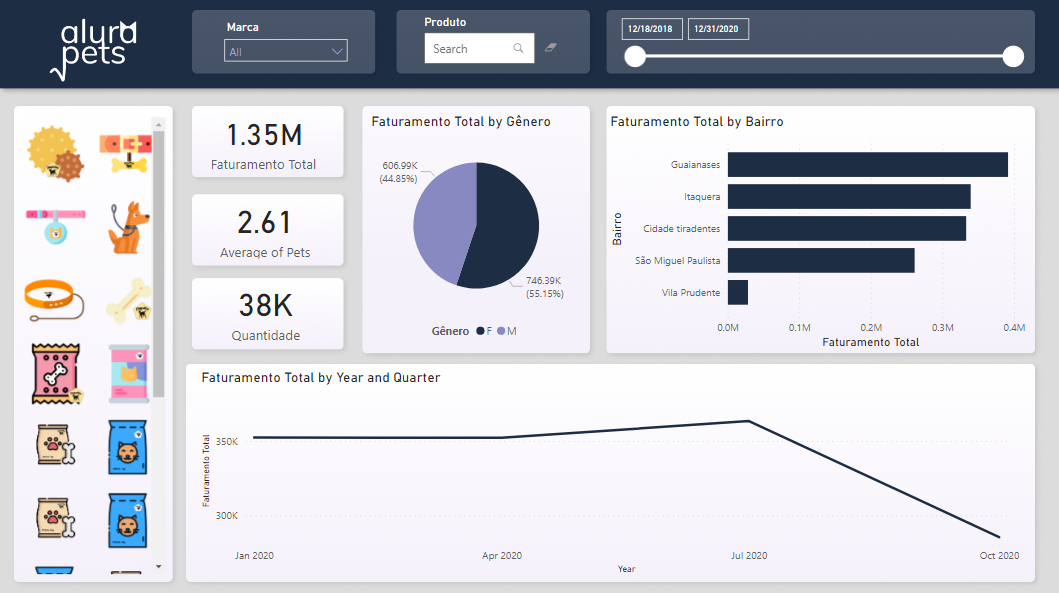 alura
pets
Marca
All
Produto
Search
12/18/2018
12/31/2020
1.35M
Faturamento Total
2.61
Average of Pets
38K
Quantidade
Faturamento Total by Gênero
606.99K
(44.85%)
746.39K
(55.15%)
Gênero F M
Faturamento Total by Bairro
Bairro
Guaianases
Itaquera
Cidade tiradentes
São Miguel Paulista
Vila Prudente
0.0M 0.1M 0.2M 0.3M 0.4M
Faturamento Total
Faturamento Total by Year and Quarter
Faturamento Total
350K
300K
Jan 2020 Apr 2020 Jul 2020 Oct 2020
Year